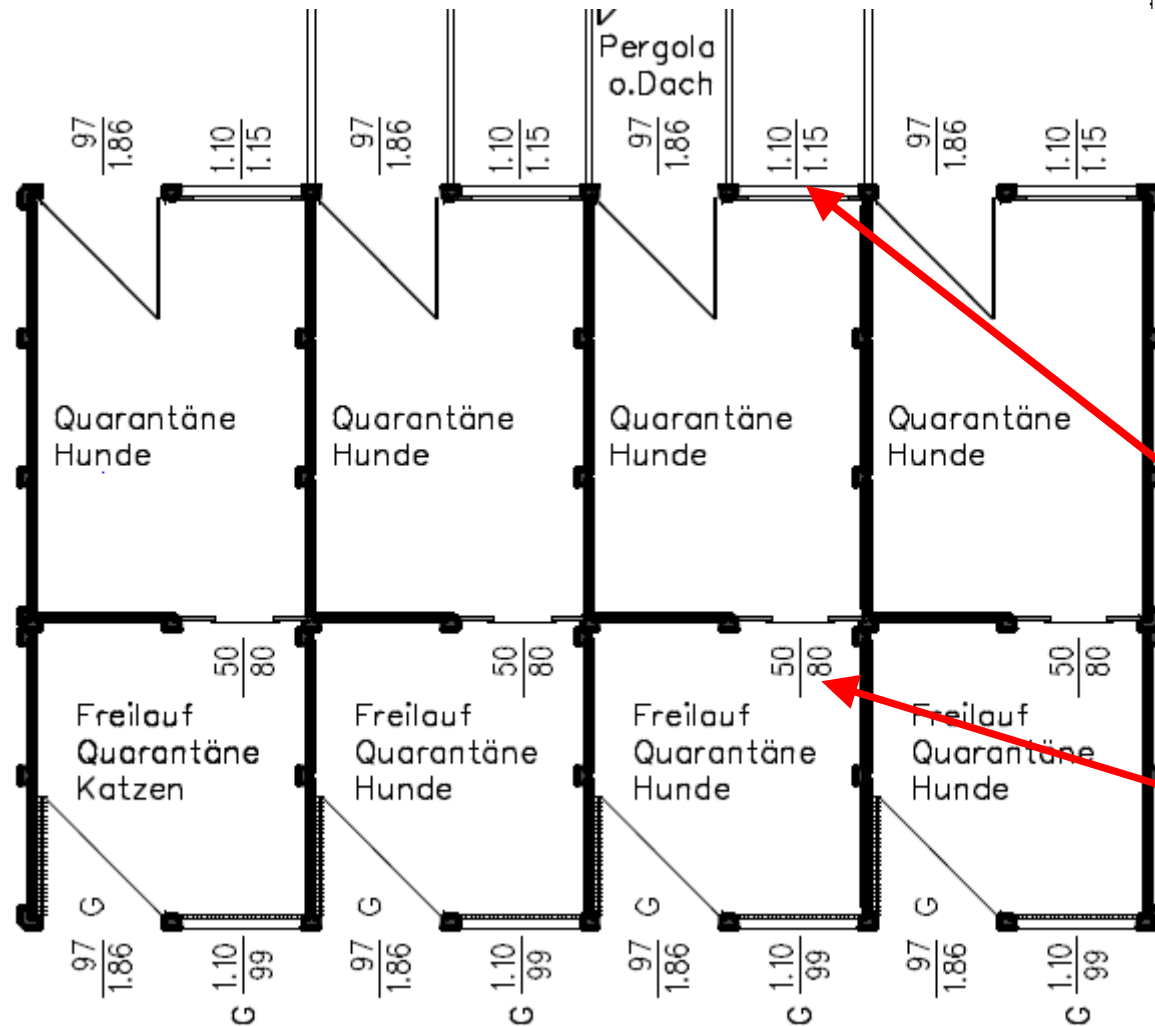 Pergola
o.Dach
97
1.86
1.10
1.15
97
1.86
1.10
1.15
97
1.86
1.10
1.15
97
1.86
1.10
1.15
Quarantäne
Hunde
Quarantäne
Hunde
Quarantäne
Hunde
Quarantäne
Hunde
50
80
50
80
50
80
50
80
Freilauf
Quarantäne
Katzen
Freilauf
Quarantäne
Hunde
Freilauf
Quarantäne
Hunde
Freilauf
Quarantäne
Hunde
G
G
G
G
97
1.86
1.10
99
97
1.86
1.10
99
97
1.86
1.10
99
97
1.86
1.10
99
G
G
G
G